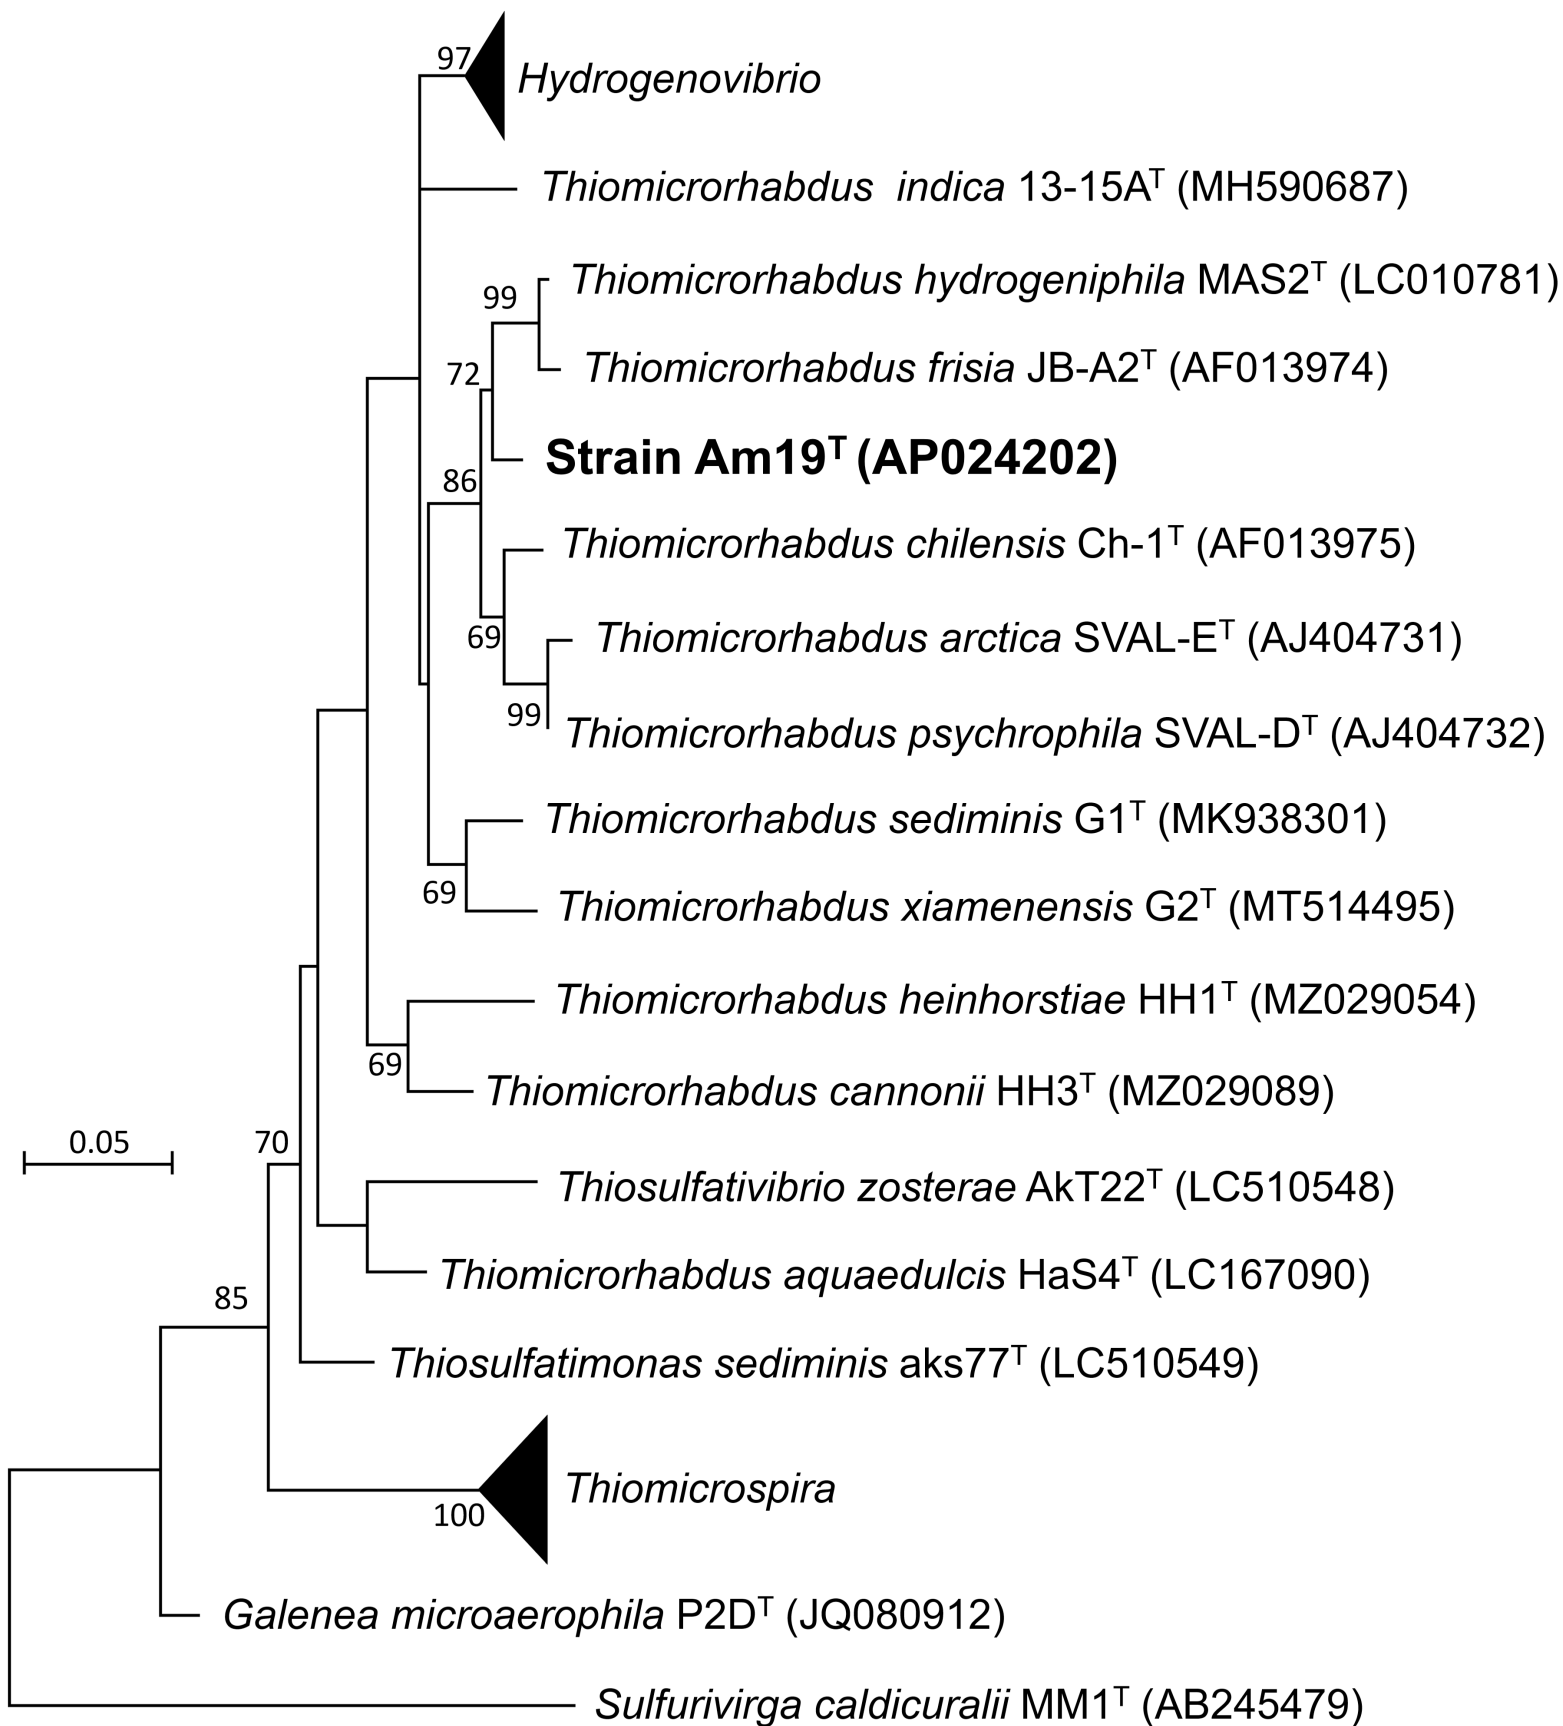 97
Hydrogenovibrio
Thiomicrorhabdus indica 13-15Aᵀ (MH590687)
Thiomicrorhabdus hydrogeniphila MAS2ᵀ (LC010781)
99
Thiomicrorhabdus frisia JB-A2ᵀ (AF013974)
72
Strain Am19ᵀ (AP024202)
86
Thiomicrorhabdus chilensis Ch-1ᵀ (AF013975)
69
Thiomicrorhabdus arctica SVAL-Eᵀ (AJ404731)
99
Thiomicrorhabdus psychrophila SVAL-Dᵀ (AJ404732)
Thiomicrorhabdus sediminis G1ᵀ (MK938301)
69
Thiomicrorhabdus xiamenensis G2ᵀ (MT514495)
Thiomicrorhabdus heinhorstiae HH1ᵀ (MZ029054)
69
Thiomicrorhabdus cannonii HH3ᵀ (MZ029089)
0.05
70
Thiosulfativibrio zosterae AkT22ᵀ (LC510548)
Thiomicrorhabdus aquaedulcis HaS4ᵀ (LC167090)
85
Thiosulfatimonas sediminis aks77ᵀ (LC510549)
Thiomicrospira
100
Galenea microaerophila P2Dᵀ (JQ080912)
Sulfurivirga caldicuralii MM1ᵀ (AB245479)